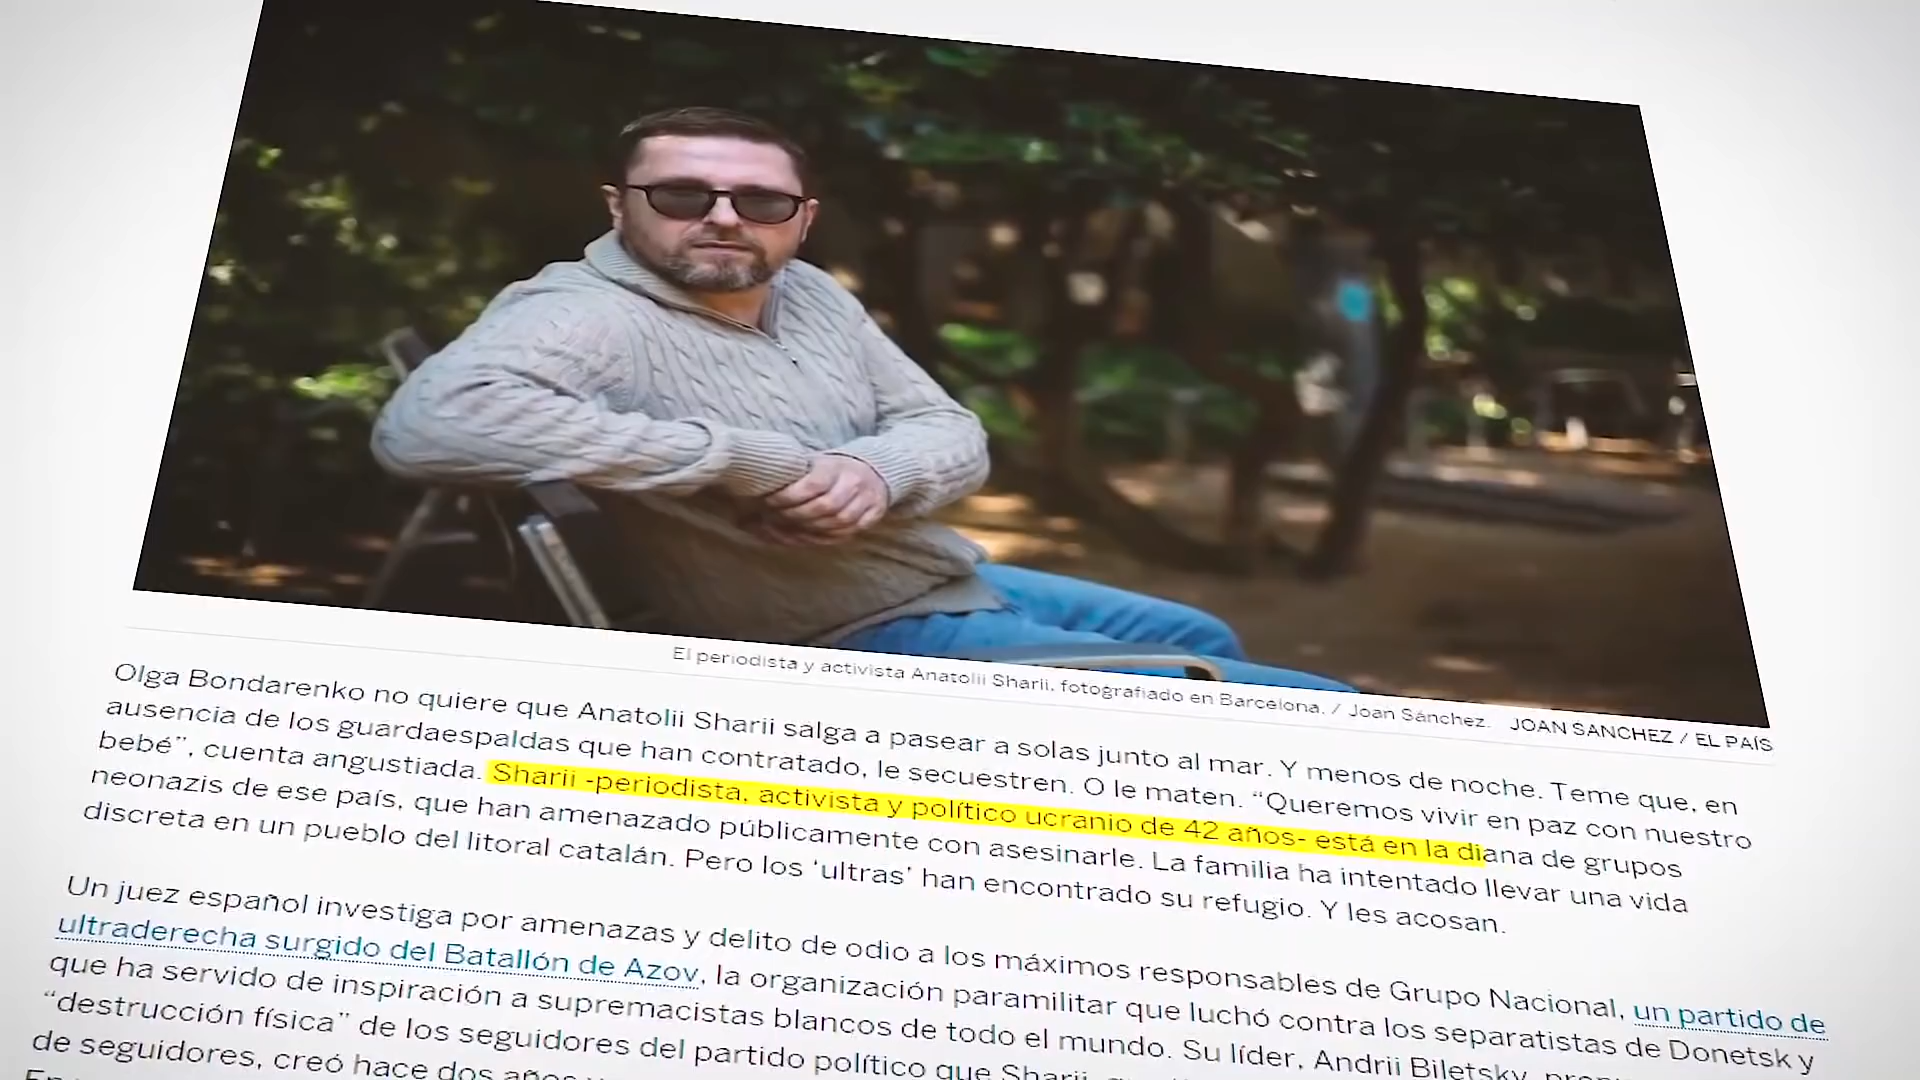 El periodista y activista Anatolii Sharii, fotografiado en Barcelona. / Joan Sánchez. JOAN SANCHEZ / EL PAÍS
Olga Bondarenko no quiere que Anatolii Sharii salga a pasear a solas junto al mar. Y menos de noche. Teme que, en
ausencia de los guardaespaldas que han contratado, le secuestren. O le maten. “Queremos vivir en paz con nuestro
bebé”, cuenta angustiada. Sharii -periodista, activista y político ucranio de 42 años- está en la diana de grupos
neonazis de ese país, que han amenazado públicamente con asesinarle. La familia ha intentado llevar una vida
discreta en un pueblo del litoral catalán. Pero los ‘ultras’ han encontrado su refugio. Y les acosan.
Un juez español investiga por amenazas y delito de odio a los máximos responsables de Grupo Nacional, un partido de
ultraderecha surgido del Batallón de Azov, la organización paramilitar que luchó contra los separatistas de Donetsk y
que ha servido de inspiración a supremacistas blancos de todo el mundo. Su líder, Andrii Biletsky,
“destrucción física” de los seguidores del partido político que Sharii,
de seguidores, creó hace dos años